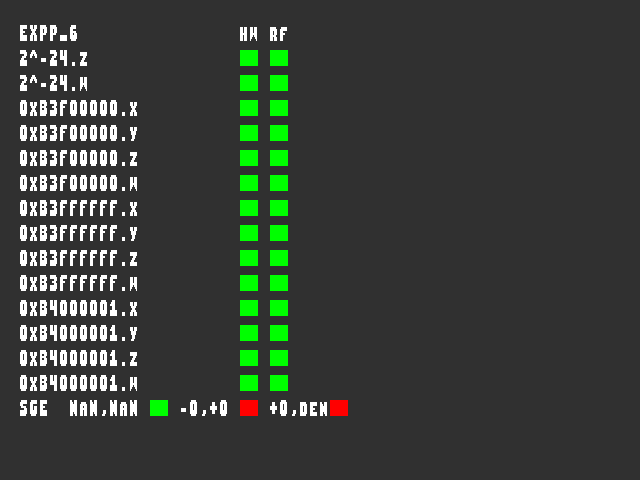 EXPP_6 HW RF
2^-24.Z
2^-24.W
0xB3F00000.X
0xB3F00000.Y
0xB3F00000.Z
0xB3F00000.W
0xB3FFFFFF.X
0xB3FFFFFF.Y
0xB3FFFFFF.Z
0xB3FFFFFF.W
0xB4000001.X
0xB4000001.Y
0xB4000001.Z
0xB4000001.W
SGE NAN,NAN -0,+0 +0,DEN